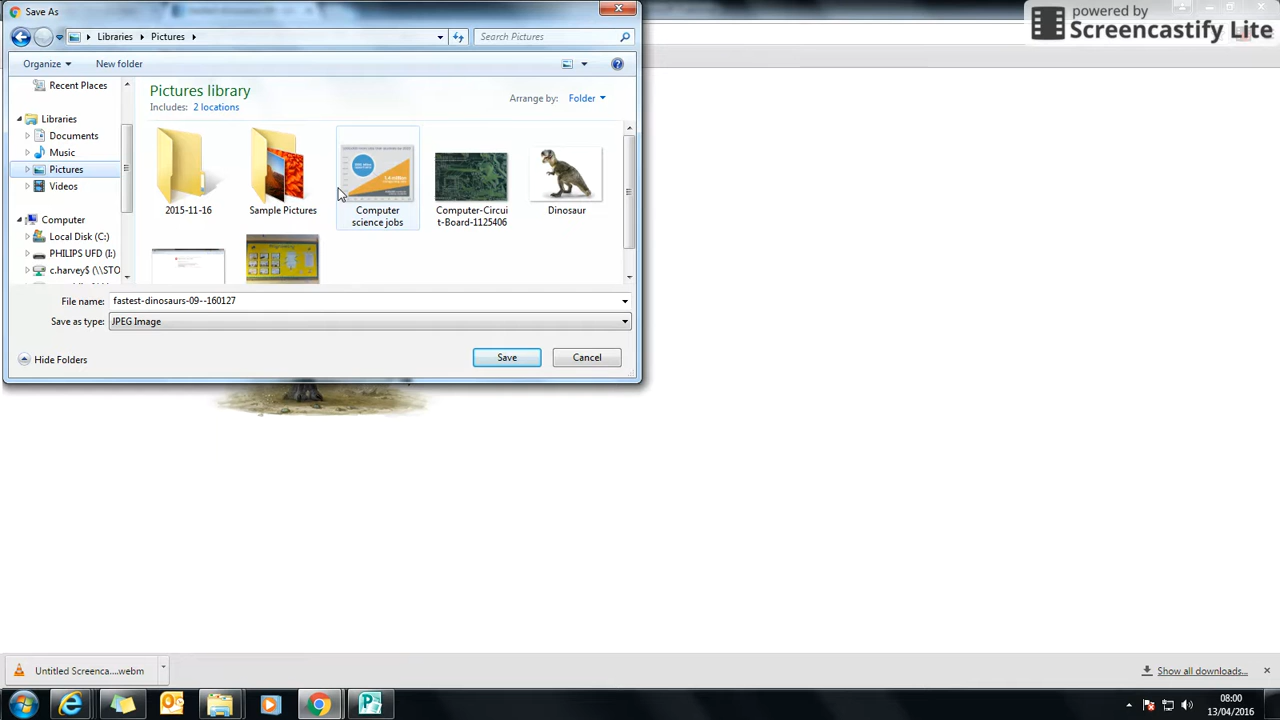 Save As
powered by
Screencastify Lite
Libraries
Pictures
Search Pictures
Organize
New folder
Recent Places
Libraries
Documents
Music
Pictures
Videos
Computer
Local Disk (C:)
PHILIPS UFD (I:)
c.harvey$ (\\STO
Pictures library
Includes: 2 locations
Arrange by: Folder
2015-11-16
Sample Pictures
Computer
science jobs
Computer-Circui
t-Board-1125406
Dinosaur
File name: fastest-dinosaurs-09--160127
Save as type: JPEG Image
Hide Folders
Save
Cancel
Untitled Screenca....webm
Show all downloads...
08:00
13/04/2016